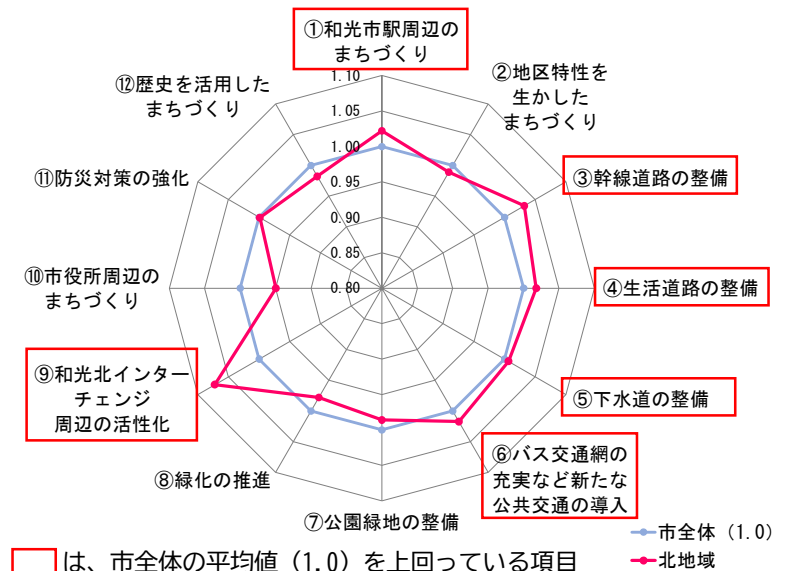 ①和光市駅周辺の
まちづくり
②地区特性を
生かした
まちづくり
③幹線道路の整備
④生活道路の整備
⑤下水道の整備
⑥バス交通網の
充実など新たな
公共交通の導入
⑦公園緑地の整備
⑧緑化の推進
⑨和光北インター
チェンジ
周辺の活性化
⑩市役所周辺の
まちづくり
⑪防災対策の強化
⑫歴史を活用した
まちづくり
1.10
1.05
1.00
0.95
0.90
0.85
0.80
市全体（1.0）
北地域
は、市全体の平均値（1.0）を上回っている項目